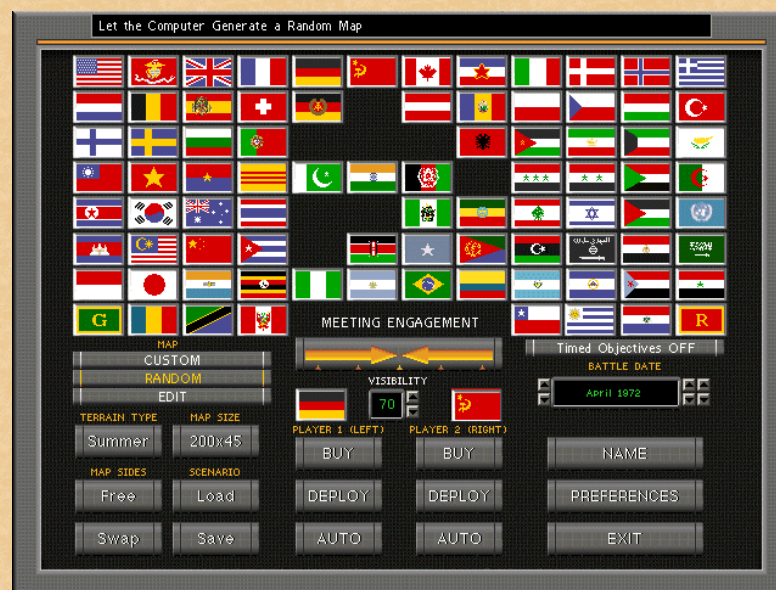 Let the Computer Generate a Random Map
G
R
MEETING ENGAGEMENT
MAP
CUSTOM
RANDOM
EDIT
Timed Objectives OFF
BATTLE DATE
April 1972
VISIBILITY
70
TERRAIN TYPE
MAP SIZE
Summer
200x45
PLAYER 1 (LEFT)
PLAYER 2 (RIGHT)
BUY
BUY
NAME
MAP SIDES
SCENARIO
Free
Load
DEPLOY
DEPLOY
PREFERENCES
Swap
Save
AUTO
AUTO
EXIT